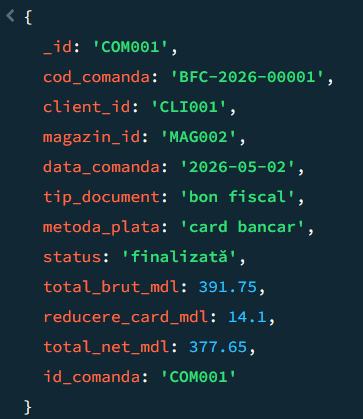 {
_id: 'COM001',
cod_comanda: 'BFC-2026-00001',
client_id: 'CLI001',
magazin_id: 'MAG002',
data_comanda: '2026-05-02',
tip_document: 'bon fiscal',
metoda_plata: 'card bancar',
status: 'finalizată',
total_brut_mdl: 391.75,
reducere_card_mdl: 14.1,
total_net_mdl: 377.65,
id_comanda: 'COM001'
}